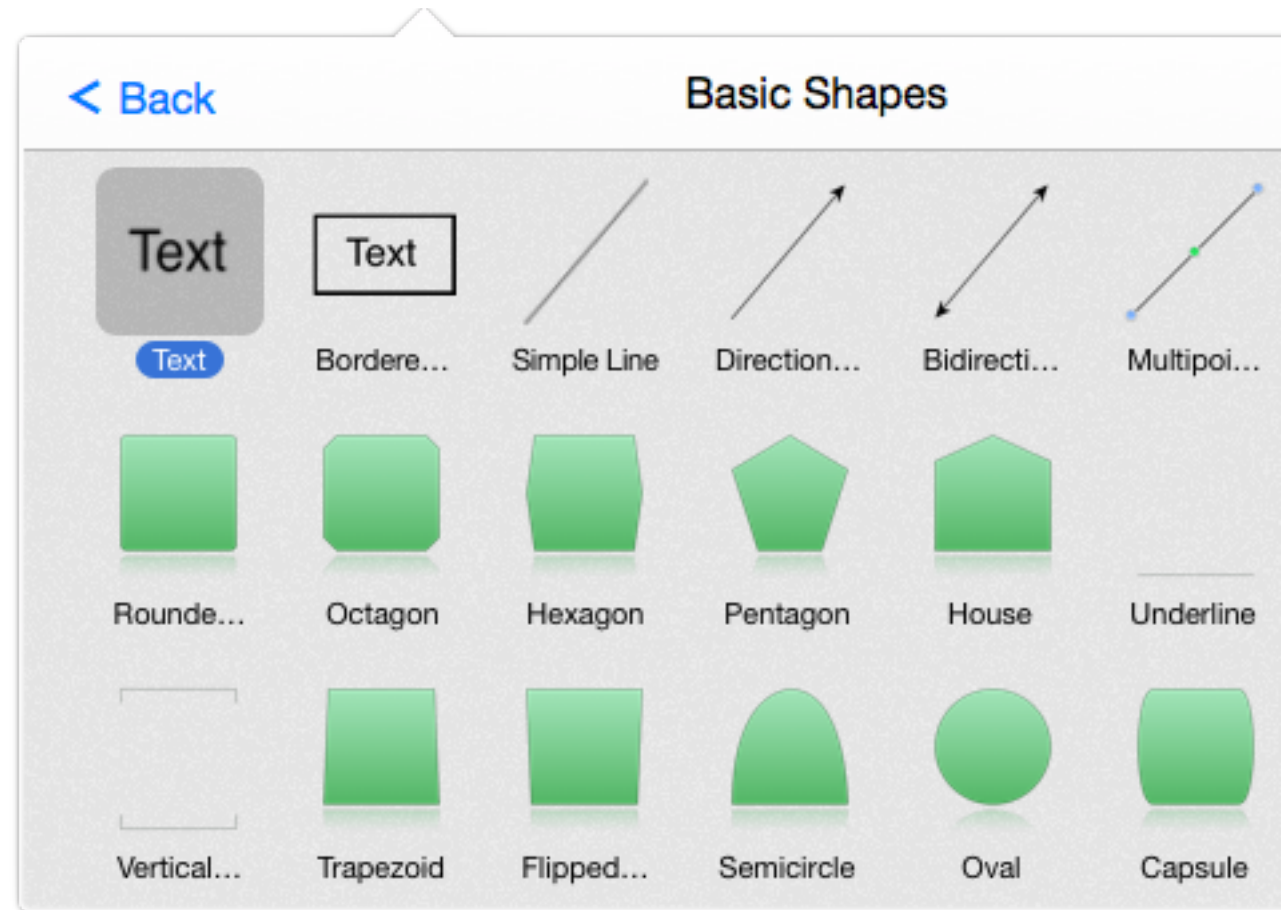 < Back Basic Shapes
Text Text
Text Bordere... Simple Line Direction... Bidirecti... Multipoi...
Rounde... Octagon Hexagon Pentagon House Underline
Vertical... Trapezoid Flipped... Semicircle Oval Capsule